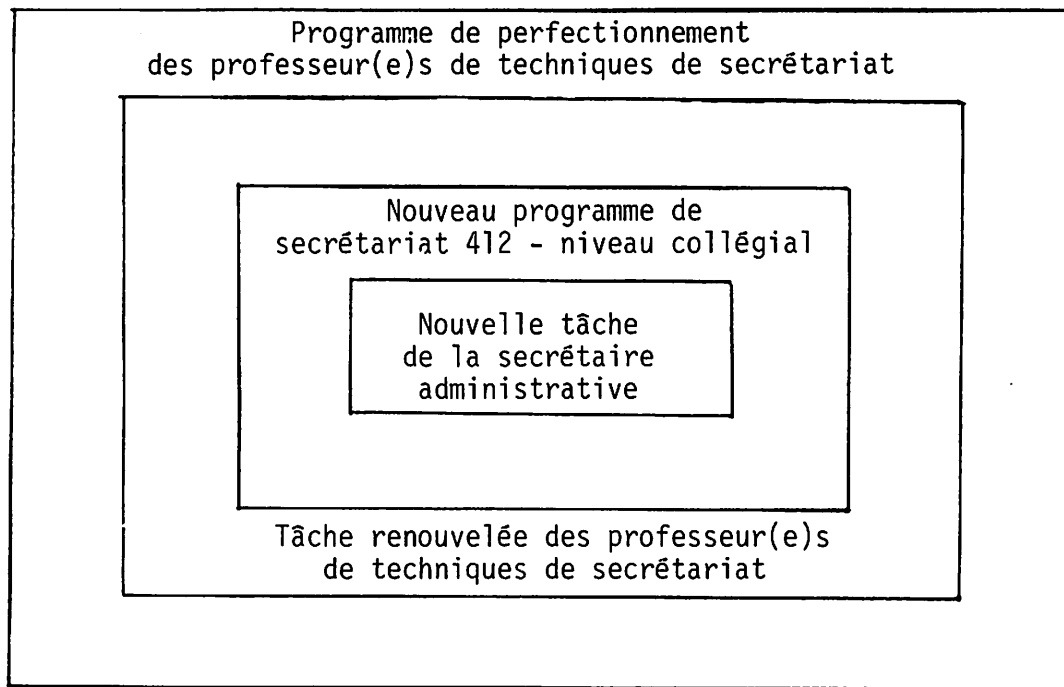 Programme de perfectionnement
des professeur(e)s de techniques de secrétariat
Nouveau programme de
secrétariat 412 - niveau collégial
Nouvelle tâche
de la secrétaire
administrative
Tâche renouvelée des professeur(e)s
de techniques de secrétariat